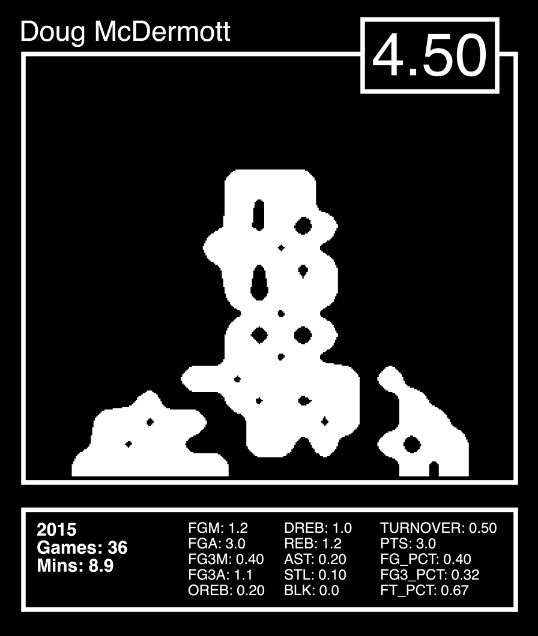 Doug McDermott
4.50
2015
Games: 36
Mins: 8.9
FGM: 1.2
FGA: 3.0
FG3M: 0.40
FG3A: 1.1
OREB: 0.20
DREB: 1.0
REB: 1.2
AST: 0.20
STL: 0.10
BLK: 0.0
TURNOVER: 0.50
PTS: 3.0
FG_PCT: 0.40
FG3_PCT: 0.32
FT_PCT: 0.67